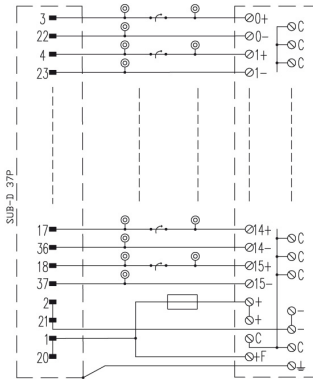 3 0+ C
22 0- C
4 1+ C
23 1-
SUB-D 37P
17 14+ C
36 14- C
18 15+ C
37 15-
2 + -
21 + -
1 C C
20 +F